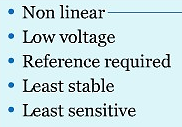 • Non linear
• Low voltage
• Reference required
• Least stable
• Least sensitive